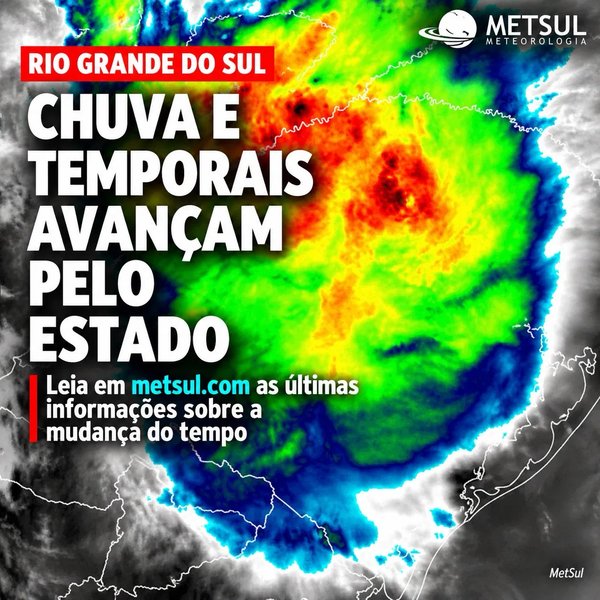 METSUL
METEOROLOGIA
RIO GRANDE DO SUL
CHUVA E
TEMPORAIS
AVANÇAM
PELO
ESTADO
Leia em metsul.com as últimas
informações sobre a
mudança do tempo
MetSul